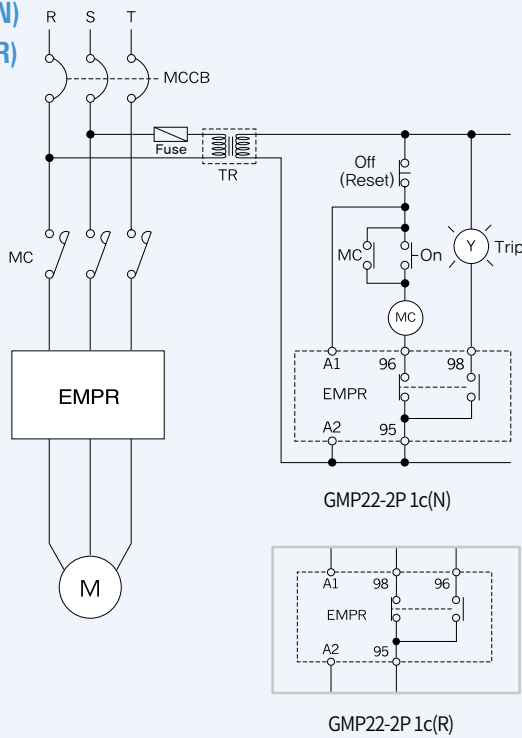 N)
R)
R S T
MCCB
Fuse
TR
Off
(Reset)
MC
MC
On
Y
Trip
MC
A1 96 98
EMPR
EMPR
A2 95
GMP22-2P 1c(N)
M
A1 98 96
EMPR
A2 95
GMP22-2P 1c(R)